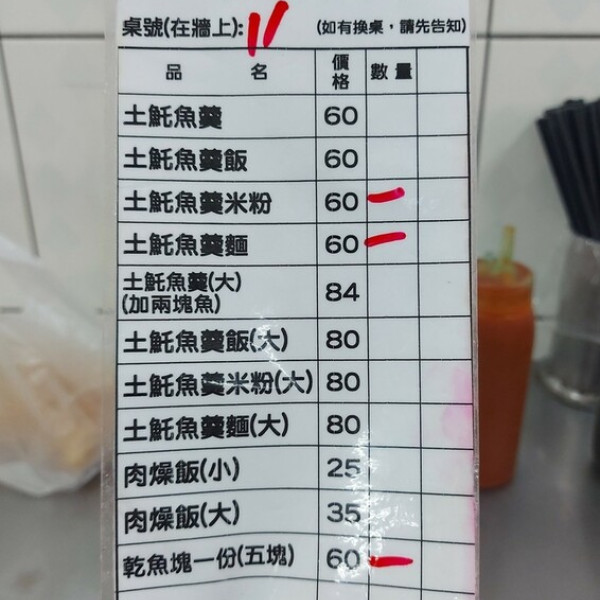 桌號(在牆上): 11 (如有換桌，請先告知)
品名 價格 數量
土魠魚羹 60
土魠魚羹飯 60
土魠魚羹米粉 60 一
土魠魚羹麵 60 一
土魠魚羹(大)
(加兩塊魚) 84
土魠魚羹飯(大) 80
土魠魚羹米粉(大) 80
土魠魚羹麵(大) 80
肉燥飯(小) 25
肉燥飯(大) 35
乾魚塊一份(五塊) 60 一